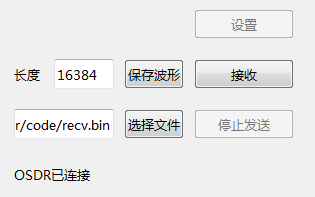 设置
长度 16384 保存波形 接收
r/code/recv.bin 选择文件 停止发送
OSDR已连接